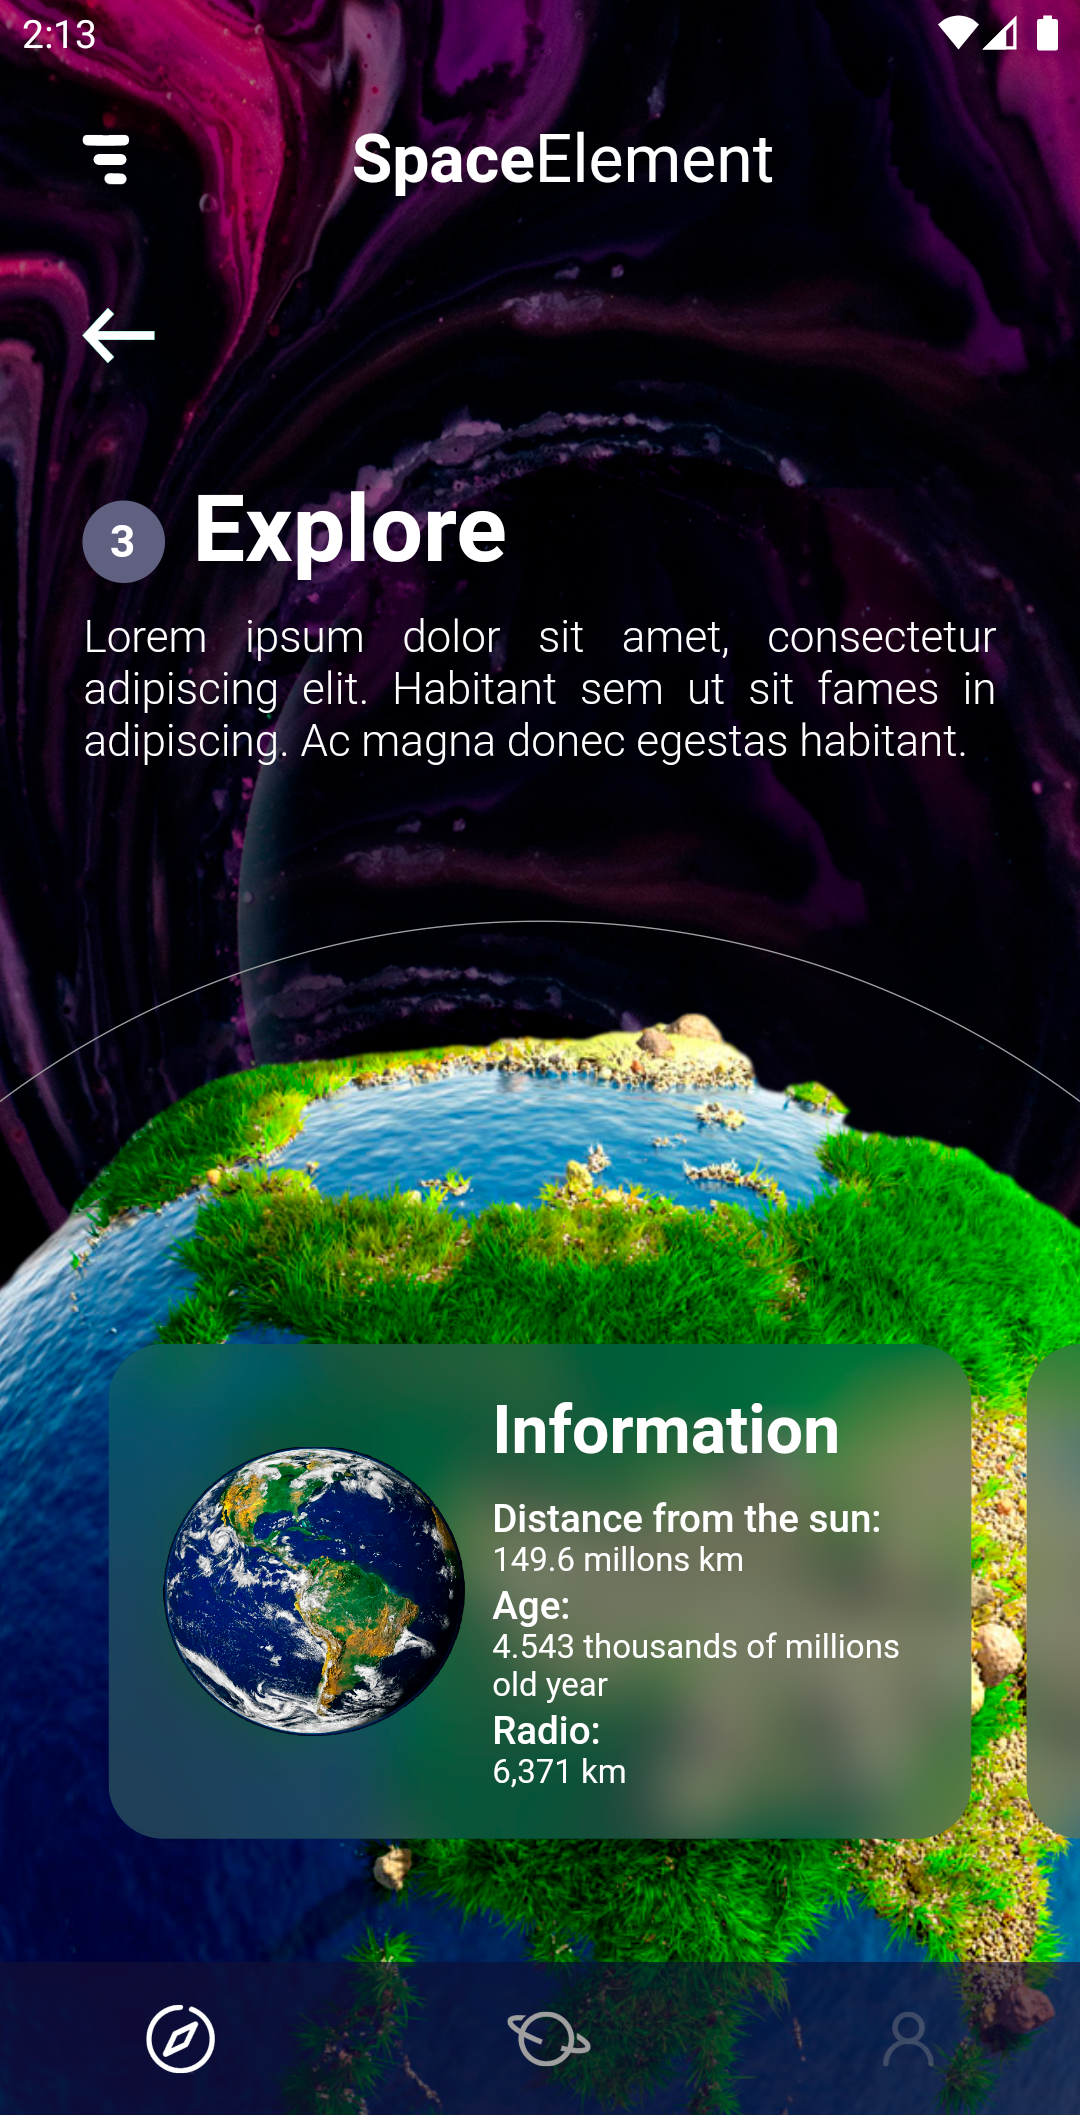 2:13
SpaceElement
3 Explore
Lorem ipsum dolor sit amet, consectetur
adipiscing elit. Habitant sem ut sit fames in
adipiscing. Ac magna donec egestas habitant.
Information
Distance from the sun:
149.6 millons km
Age:
4.543 thousands of millions
old year
Radio:
6,371 km